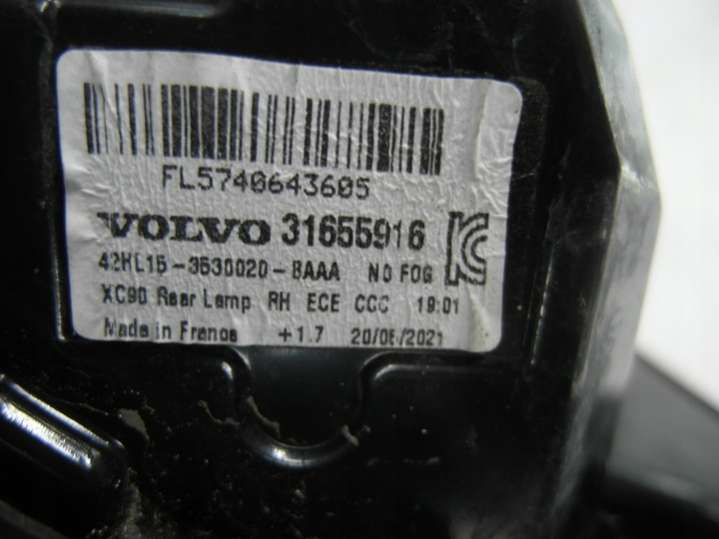 FL5740643605
VOLVO 31655916
42HL15-3530020-BAAA NO FOG
XC90 Rear Lamp RH ECE CCC 19:01
Made in France +1.7 20/06/2021